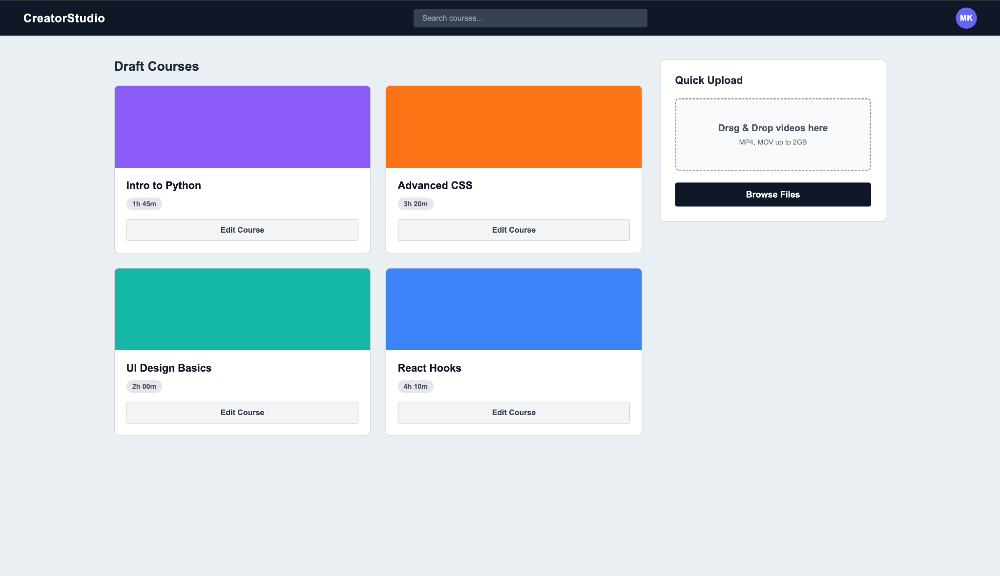 CreatorStudio
Search courses...
MK
Draft Courses
Intro to Python
1h 45m
Edit Course
Advanced CSS
3h 20m
Edit Course
UI Design Basics
2h 00m
Edit Course
React Hooks
4h 10m
Edit Course
Quick Upload
Drag & Drop videos here
MP4, MOV up to 2GB
Browse Files